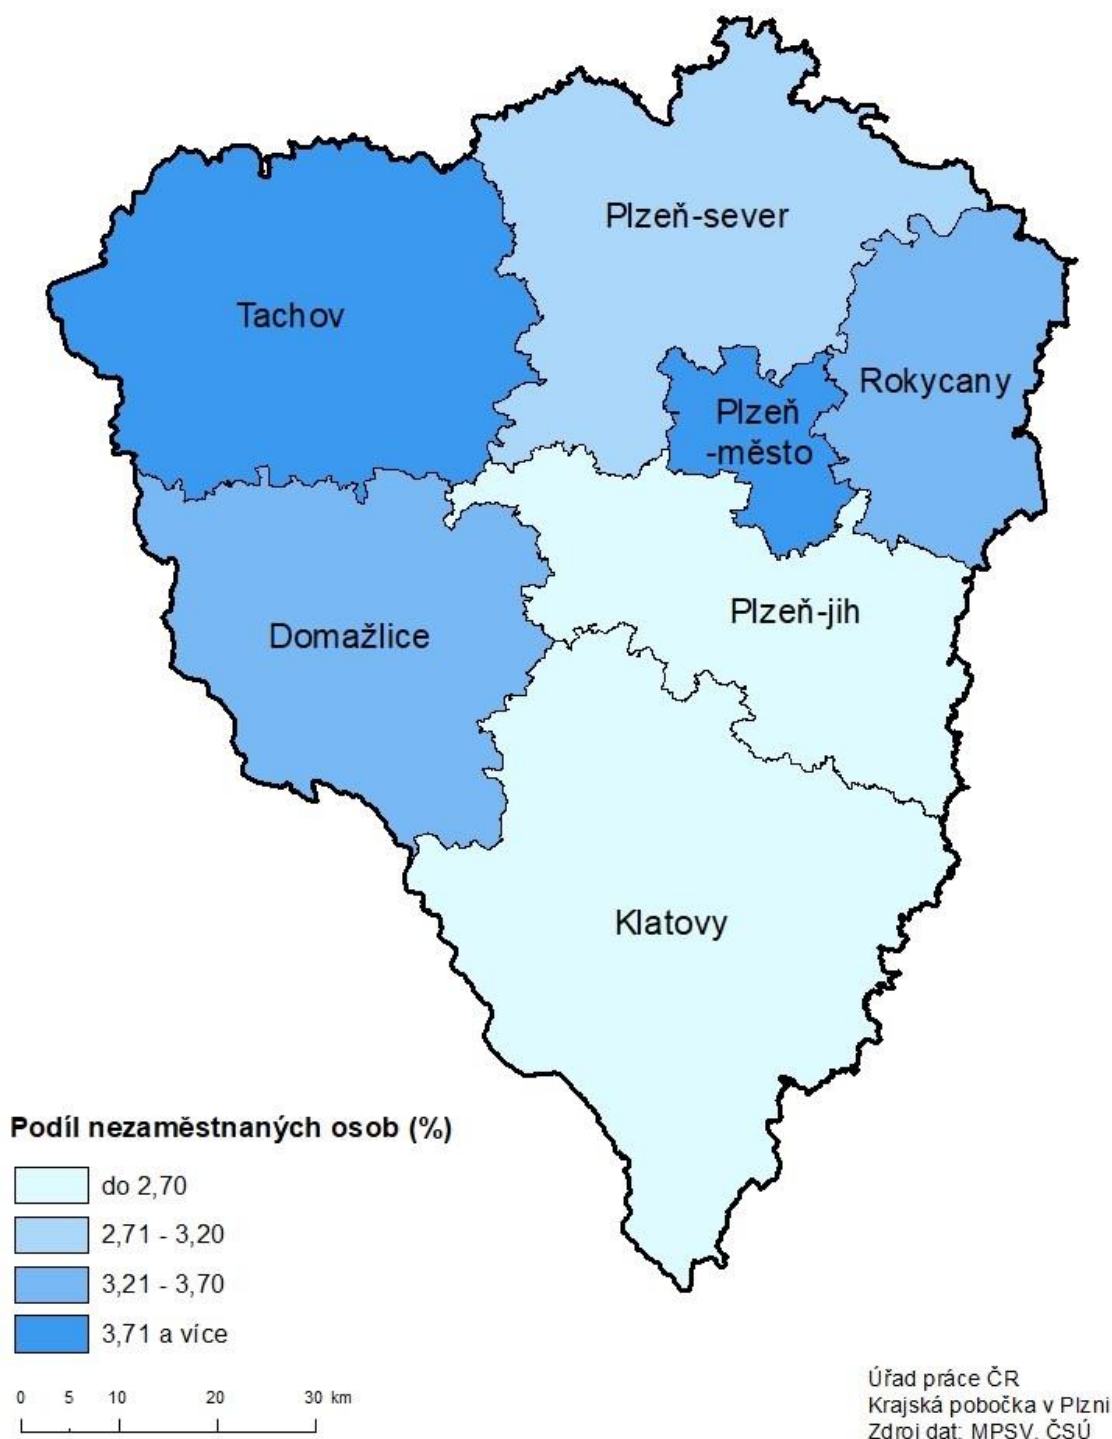 Plzeň-sever
Tachov
Rokycany
Plzeň
-město
Plzeň-jih
Domažlice
Klatovy
Podíl nezaměstnaných osob (%)
do 2,70
2,71 - 3,20
3,21 - 3,70
3,71 a více
0 5 10 20 30 km
Úřad práce ČR
Krajská pobočka v Plzni
Zdroj dat: MPSV, ČSÚ